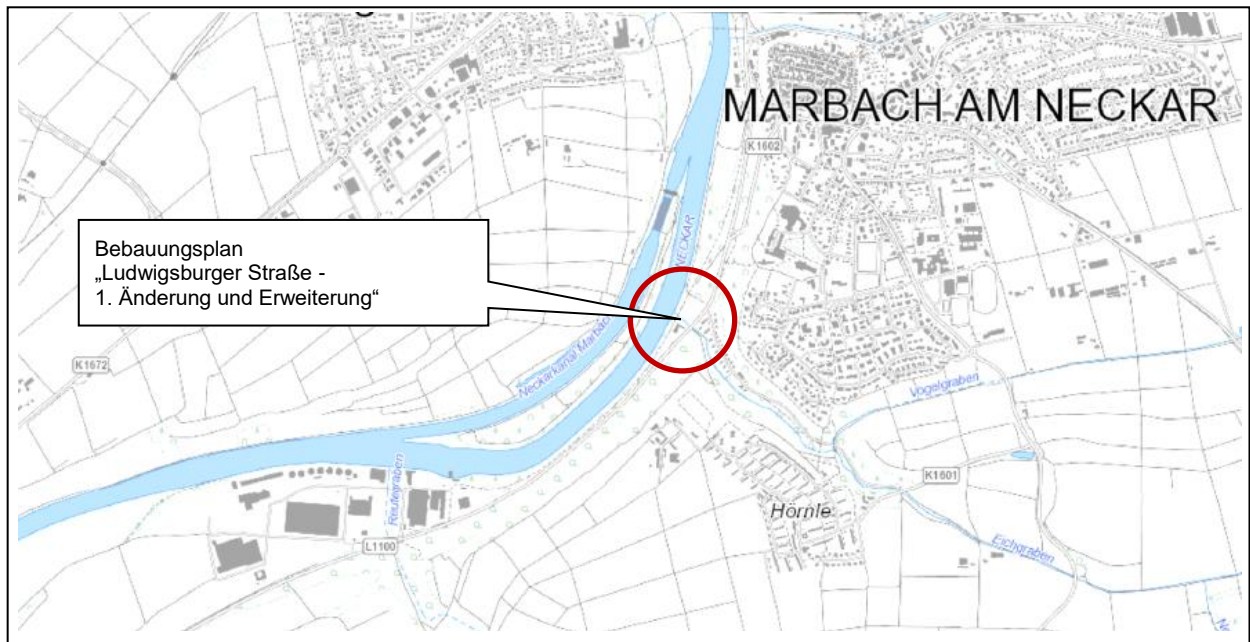 MARBACH AM NECKAR
K1602
Bebauungsplan
„Ludwigsburger Straße -
1. Änderung und Erweiterung“
NECKAR
Neckarkanal
K1672
Vogelgraben
K1601
Reutegraben
Hörnle
L1100
Eichgraben